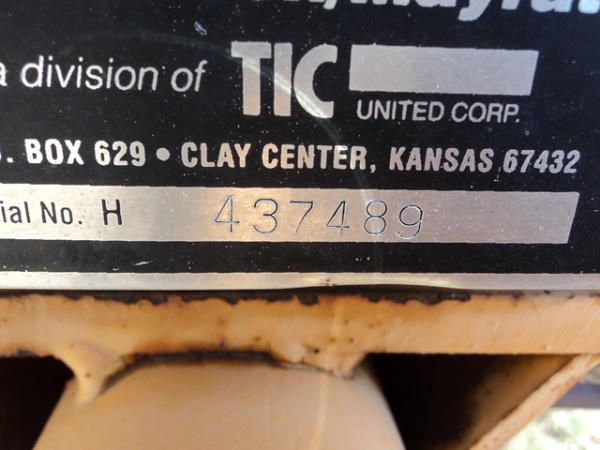 a division of TIC
UNITED CORP.
BOX 629 • CLAY CENTER, KANSAS 67432
ial No. H 437489